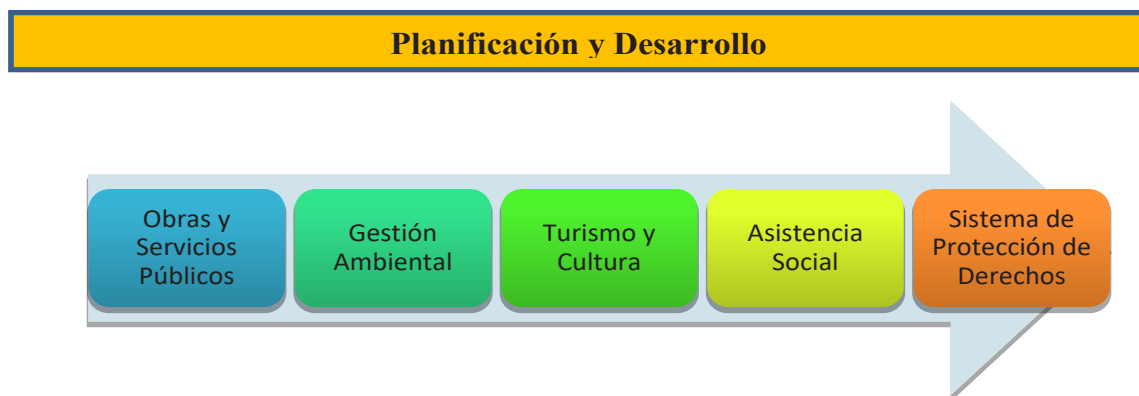 Planificación y Desarrollo
Obras y
Servicios
Públicos
Gestión
Ambiental
Turismo y
Cultura
Asistencia
Social
Sistema de
Protección de
Derechos